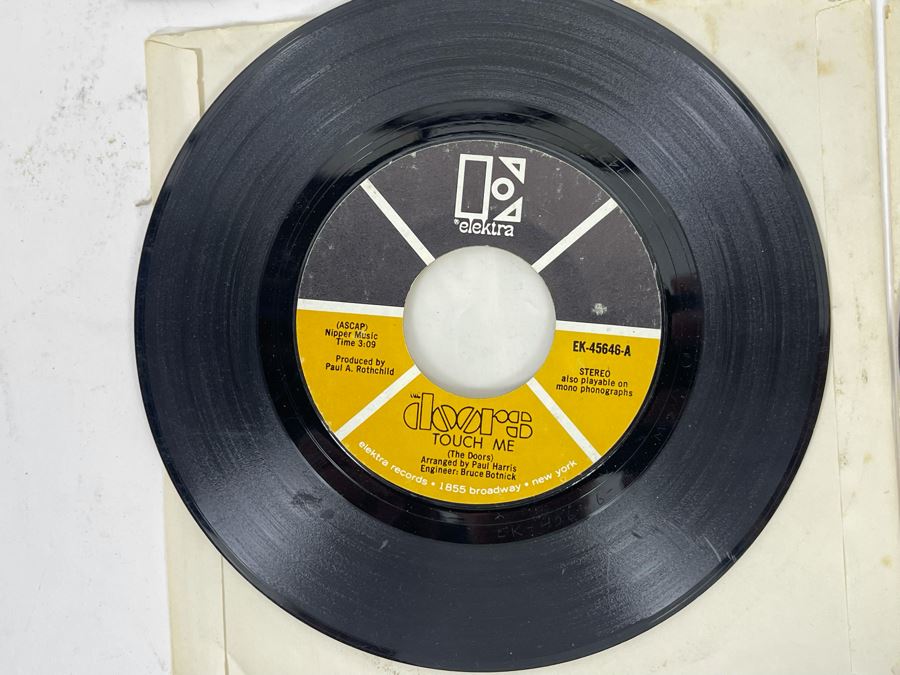 ® elektra
(ASCAP)
Nipper Music
Time 3:09
Produced by
Paul A. Rothchild
EK-45646-A
STEREO
also playable on
mono phonographs
THE
doors
TOUCH ME
(The Doors)
Arranged by Paul Harris
Engineer: Bruce Botnick
elektra records • 1855 broadway • new york